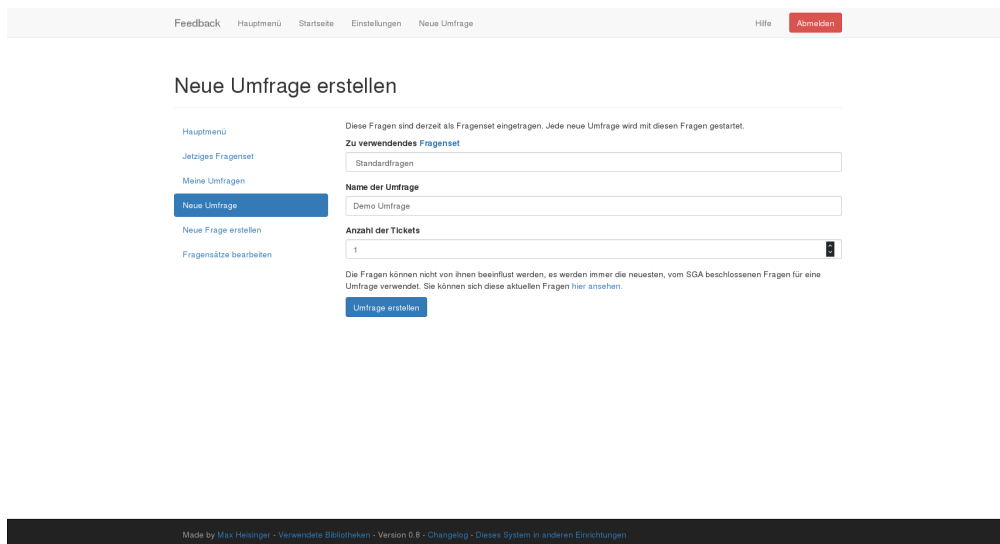 Feedback Hauptmenü Startseite Einstellungen Neue Umfrage Hilfe Abmelden
Neue Umfrage erstellen
Hauptmenü
Jetziges Fragenset
Meine Umfragen
Neue Umfrage
Neue Frage erstellen
Fragensätze bearbeiten
Diese Fragen sind derzeit als Fragenset eingetragen. Jede neue Umfrage wird mit diesen Fragen gestartet.
Zu verwendendes Fragenset
Standardfragen
Name der Umfrage
Demo Umfrage
Anzahl der Tickets
1
Die Fragen können nicht von ihnen beeinflust werden, es werden immer die neuesten, vom SGA beschlossenen Fragen für eine
Umfrage verwendet. Sie können sich diese aktuellen Fragen hier ansehen.
Umfrage erstellen
Made by Max Heisinger - Verwendete Bibliotheken - Version 0.8 - Changelog - Dieses System in anderen Einrichtungen